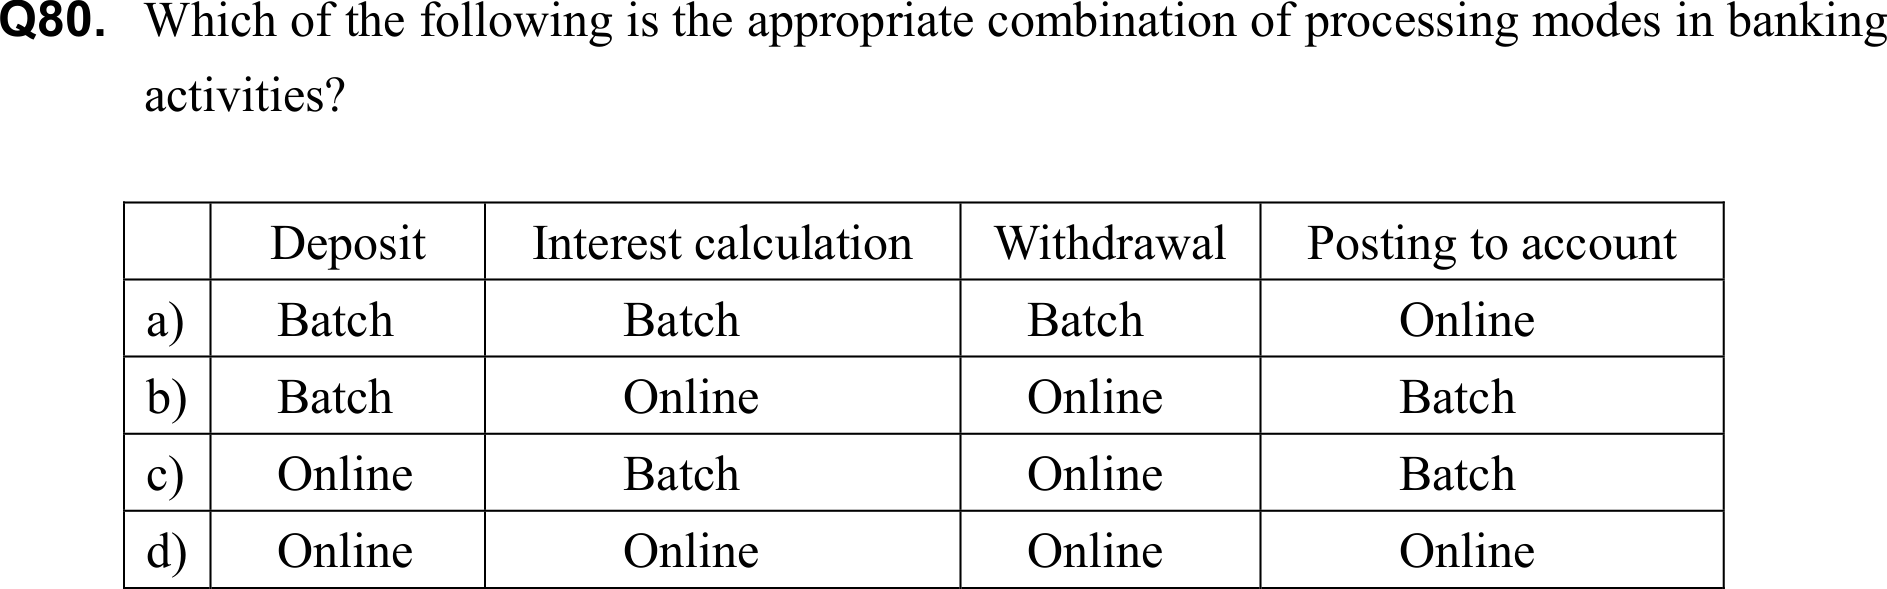 Q80. Which of the following is the appropriate combination of processing modes in banking
activities?
Deposit Interest calculation Withdrawal Posting to account
a) Batch Batch Batch Online
b) Batch Online Online Batch
c) Online Batch Online Batch
d) Online Online Online Online